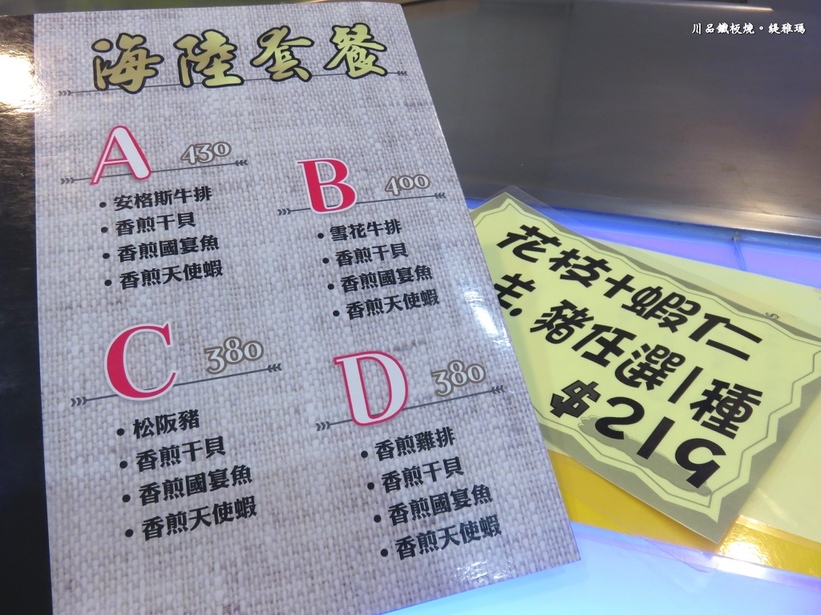 川品鐵板燒。緹雅瑪
海陸套餐
A 430
• 安格斯牛排
• 香煎干貝
• 香煎國宴魚
• 香煎天使蝦
B 400
• 雪花牛排
• 香煎干貝
• 香煎國宴魚
• 香煎天使蝦
C 380
• 松阪豬
• 香煎干貝
• 香煎國宴魚
• 香煎天使蝦
D 380
• 香煎雞排
• 香煎干貝
• 香煎國宴魚
• 香煎天使蝦
花枝+蝦仁
羊.豬任選1種
$219